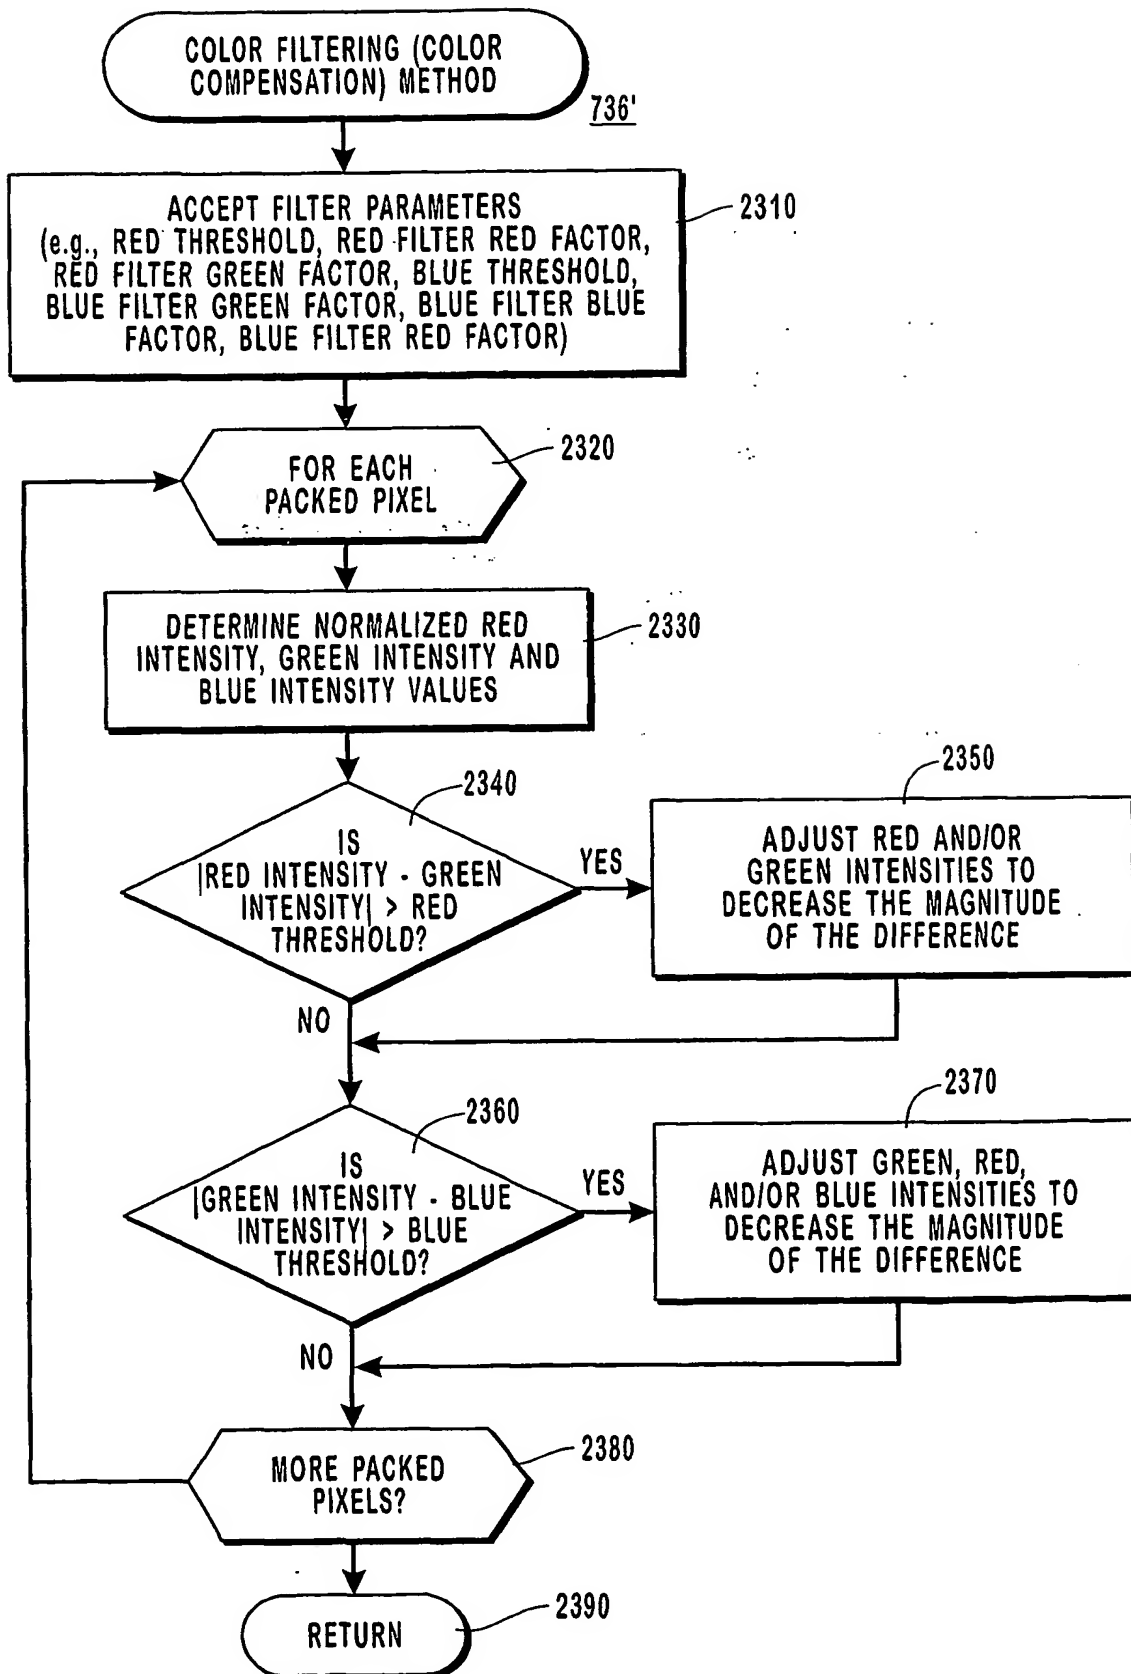 COLOR FILTERING (COLOR
COMPENSATION) METHOD
736'
ACCEPT FILTER PARAMETERS
(e.g., RED THRESHOLD, RED FILTER RED FACTOR,
RED FILTER GREEN FACTOR, BLUE THRESHOLD,
BLUE FILTER GREEN FACTOR, BLUE FILTER BLUE
FACTOR, BLUE FILTER RED FACTOR)
2310
FOR EACH
PACKED PIXEL
2320
DETERMINE NORMALIZED RED
INTENSITY, GREEN INTENSITY AND
BLUE INTENSITY VALUES
2330
2340
IS
|RED INTENSITY - GREEN
INTENSITY| > RED
THRESHOLD?
YES
2350
ADJUST RED AND/OR
GREEN INTENSITIES TO
DECREASE THE MAGNITUDE
OF THE DIFFERENCE
NO
2360
IS
|GREEN INTENSITY - BLUE
INTENSITY| > BLUE
THRESHOLD?
YES
2370
ADJUST GREEN, RED,
AND/OR BLUE INTENSITIES TO
DECREASE THE MAGNITUDE
OF THE DIFFERENCE
NO
MORE PACKED
PIXELS?
2380
RETURN
2390